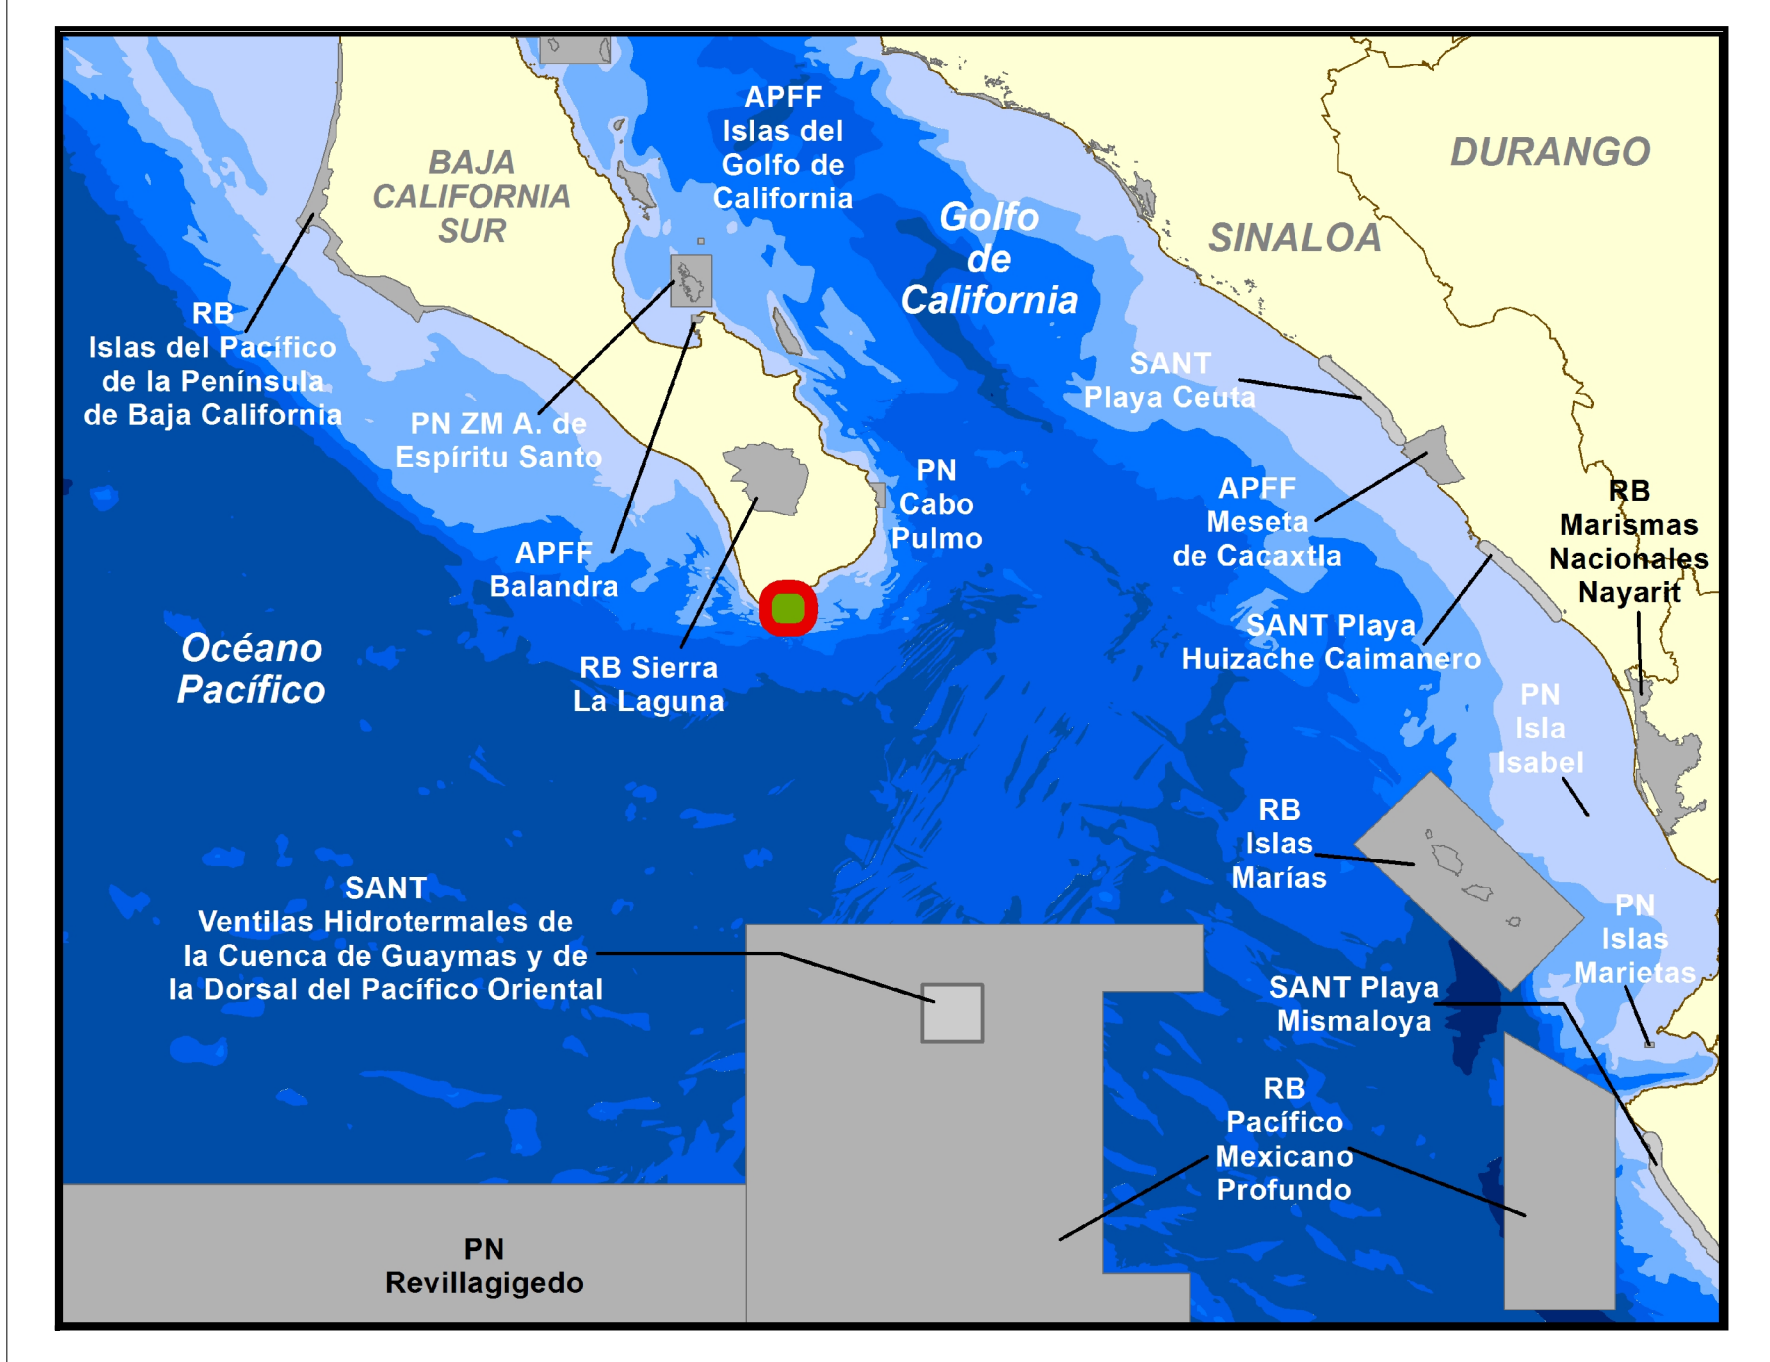 APFF
Islas del
Golfo de
California
BAJA
CALIFORNIA
SUR
DURANGO
SINALOA
Golfo
de
California
RB
Islas del Pacífico
de la Península
de Baja California
PN ZM A. de
Espíritu Santo
SANT
Playa Ceuta
PN
Cabo
Pulmo
APFF
Meseta
de Cacaxtla
RB
Marismas
Nacionales
Nayarit
APFF
Balandra
Océano
Pacífico
RB Sierra
La Laguna
SANT Playa
Huizache Caimanero
PN
Isla
Isabel
RB
Islas
Marías
SANT
Ventilas Hidrotermales de
la Cuenca de Guaymas y de
la Dorsal del Pacífico Oriental
PN
Islas
Marietas
SANT Playa
Mismaloya
RB
Pacífico
Mexicano
Profundo
PN
Revillagigedo